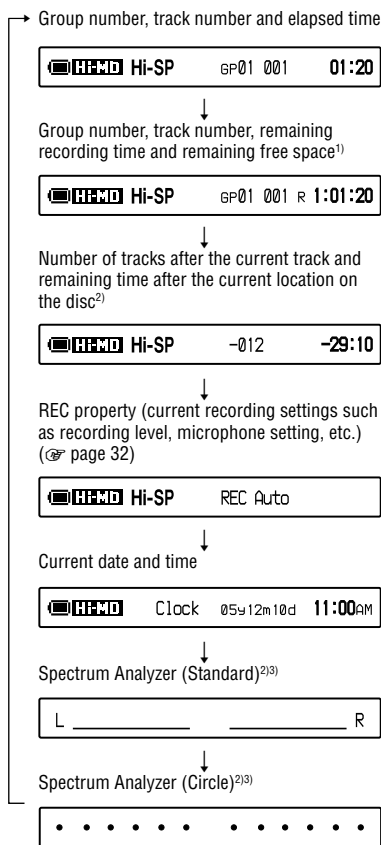 Group number, track number and elapsed time
Hi-MD Hi-SP GP01 001 01:20
Group number, track number, remaining
recording time and remaining free space1)
Hi-MD Hi-SP GP01 001 R 1:01:20
Number of tracks after the current track and
remaining time after the current location on
the disc2)
Hi-MD Hi-SP -012 -29:10
REC property (current recording settings such
as recording level, microphone setting, etc.)
(☞ page 32)
Hi-MD Hi-SP REC Auto
Current date and time
Hi-MD Clock 05y12m10d 11:00AM
Spectrum Analyzer (Standard)2)3)
L R
Spectrum Analyzer (Circle)2)3)